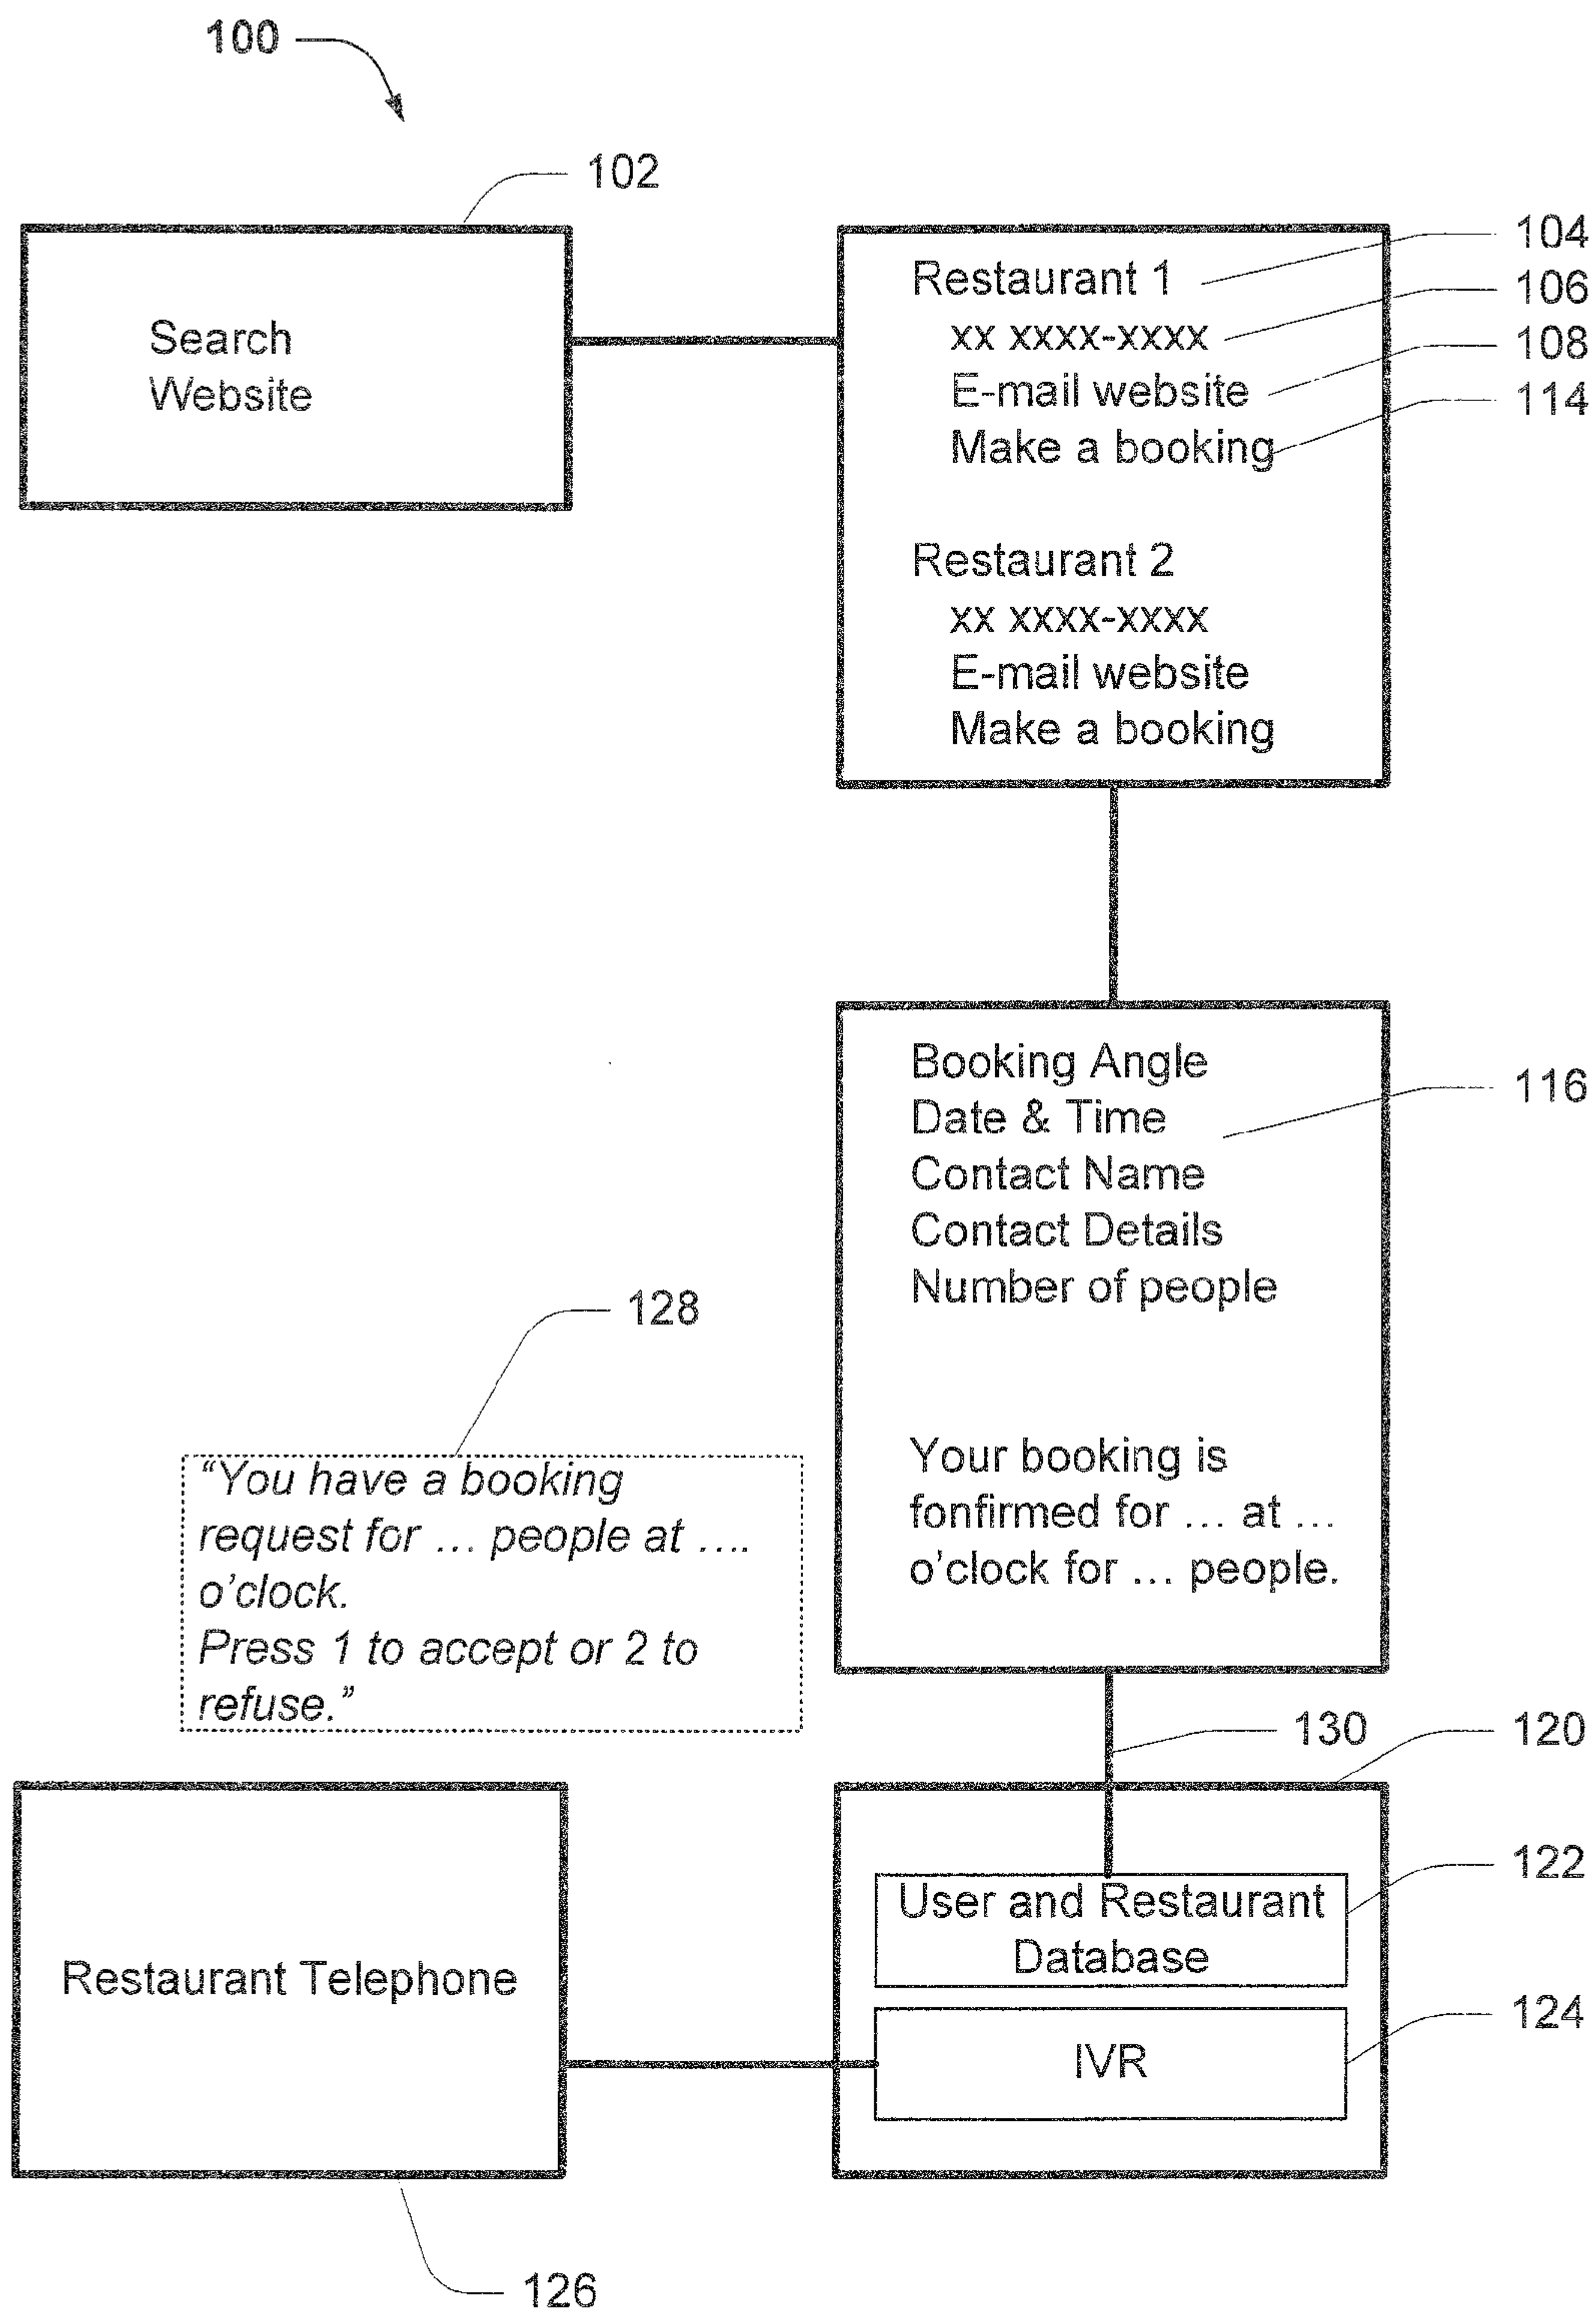 100
102
Search
Website
104
106
108
114
Restaurant 1
xx xxxx-xxxx
E-mail website
Make a booking
Restaurant 2
xx xxxx-xxxx
E-mail website
Make a booking
Booking Angle
Date & Time
Contact Name
Contact Details
Number of people
116
Your booking is
fonfirmed for ... at ...
o'clock for ... people.
128
“You have a booking
request for ... people at ....
o’clock.
Press 1 to accept or 2 to
refuse.”
130
120
122
User and Restaurant
Database
124
IVR
Restaurant Telephone
126